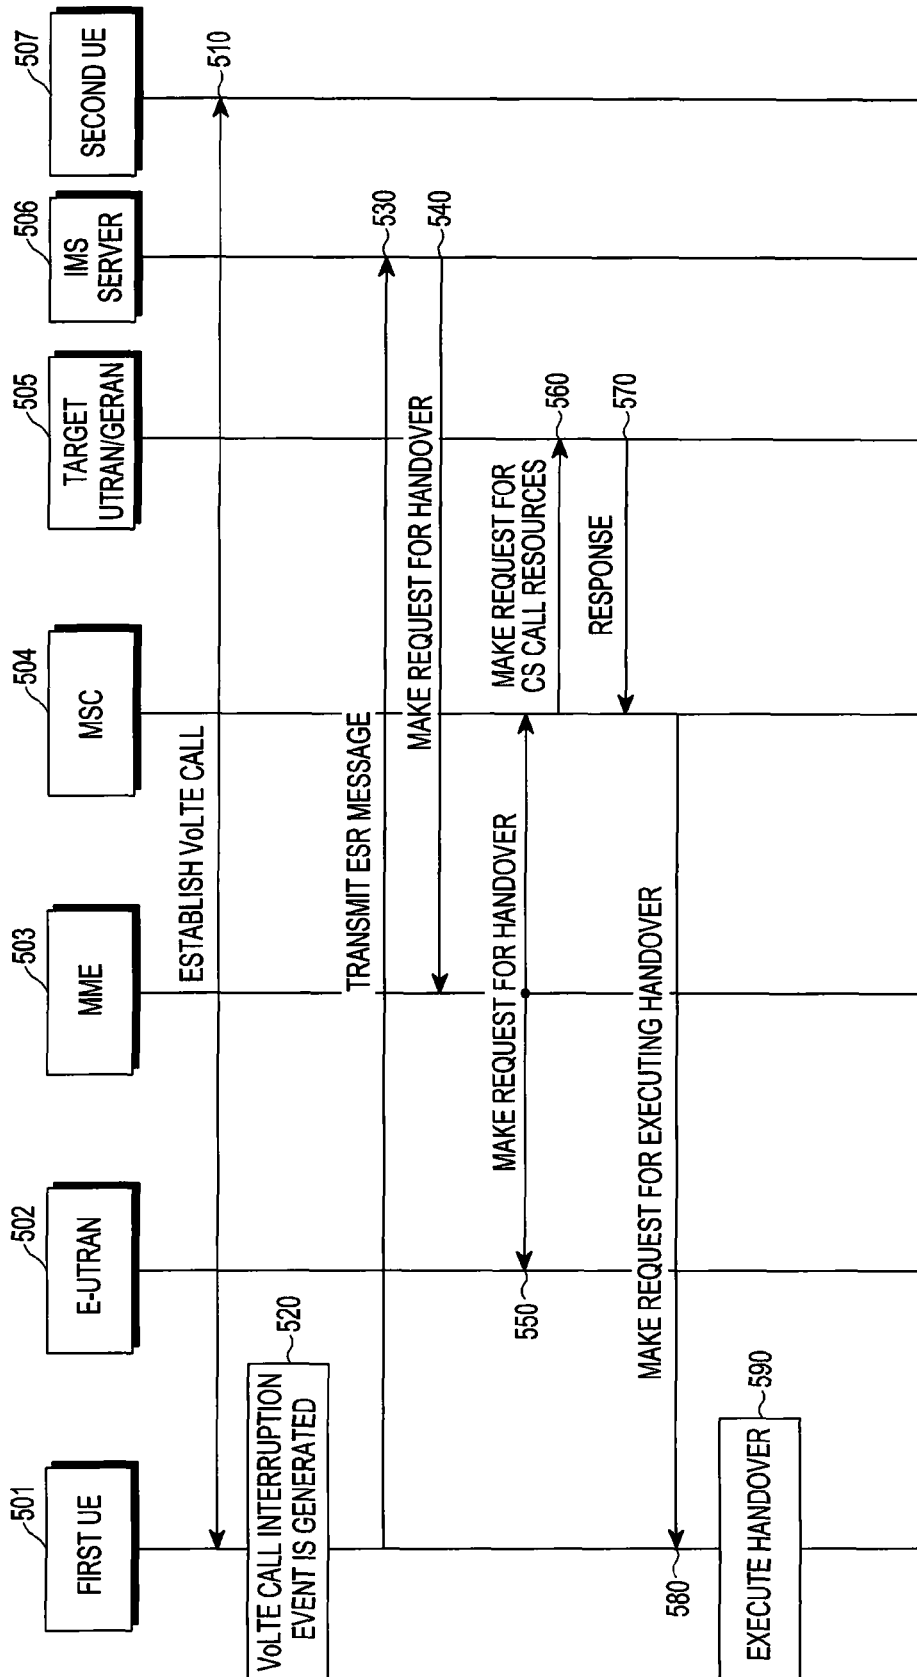 501
FIRST UE
502
E-UTRAN
503
MME
504
MSC
505
TARGET
UTRAN/GERAN
506
IMS
SERVER
507
SECOND UE
ESTABLISH VoLTE CALL
510
VoLTE CALL INTERRUPTION
EVENT IS GENERATED
520
TRANSMIT ESR MESSAGE
530
MAKE REQUEST FOR HANDOVER
540
MAKE REQUEST FOR HANDOVER
550
MAKE REQUEST FOR
CS CALL RESOURCES
560
RESPONSE
570
MAKE REQUEST FOR EXECUTING HANDOVER
580
EXECUTE HANDOVER
590